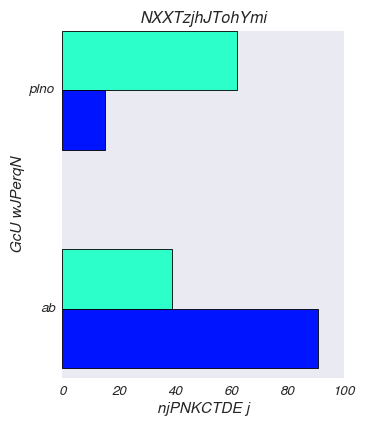 NXXTzjhJTohYmi
plno
GcU wJPerqN
ab
0 20 40 60 80 100
njPNKCTDE j